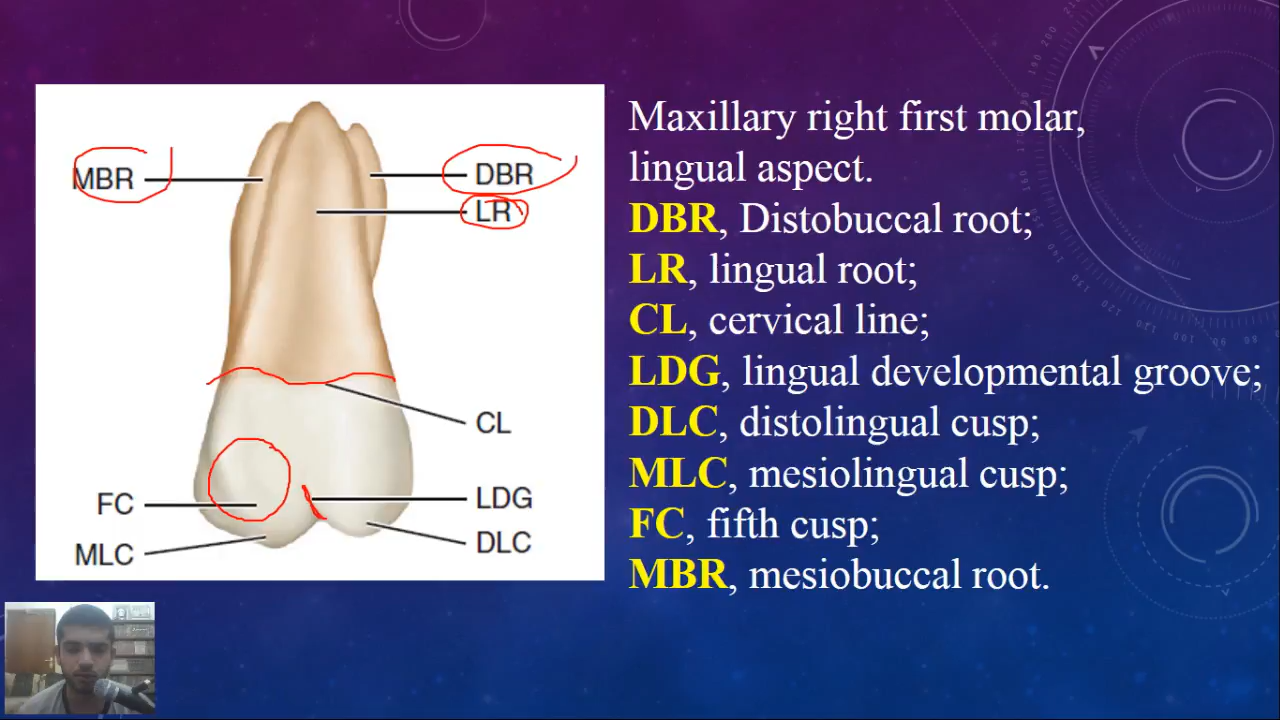 MBR
DBR
LR
CL
FC
LDG
MLC
DLC
Maxillary right first molar,
lingual aspect.
DBR, Distobuccal root;
LR, lingual root;
CL, cervical line;
LDG, lingual developmental groove;
DLC, distolingual cusp;
MLC, mesiolingual cusp;
FC, fifth cusp;
MBR, mesiobuccal root.